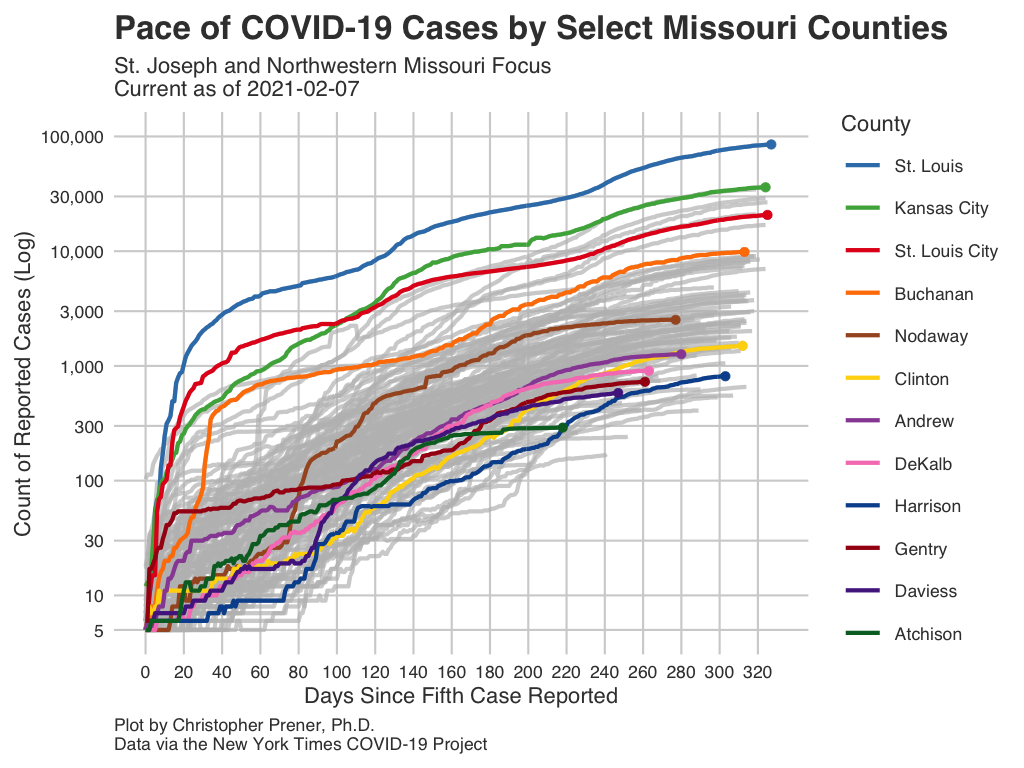 Pace of COVID-19 Cases by Select Missouri Counties
St. Joseph and Northwestern Missouri Focus
Current as of 2021-02-07
County
St. Louis
Kansas City
St. Louis City
Buchanan
Nodaway
Clinton
Andrew
DeKalb
Harrison
Gentry
Daviess
Atchison
Count of Reported Cases (Log)
100,000
30,000
10,000
3,000
1,000
300
100
30
10
5
0 20 40 60 80 100 120 140 160 180 200 220 240 260 280 300 320
Days Since Fifth Case Reported
Plot by Christopher Prener, Ph.D.
Data via the New York Times COVID-19 Project